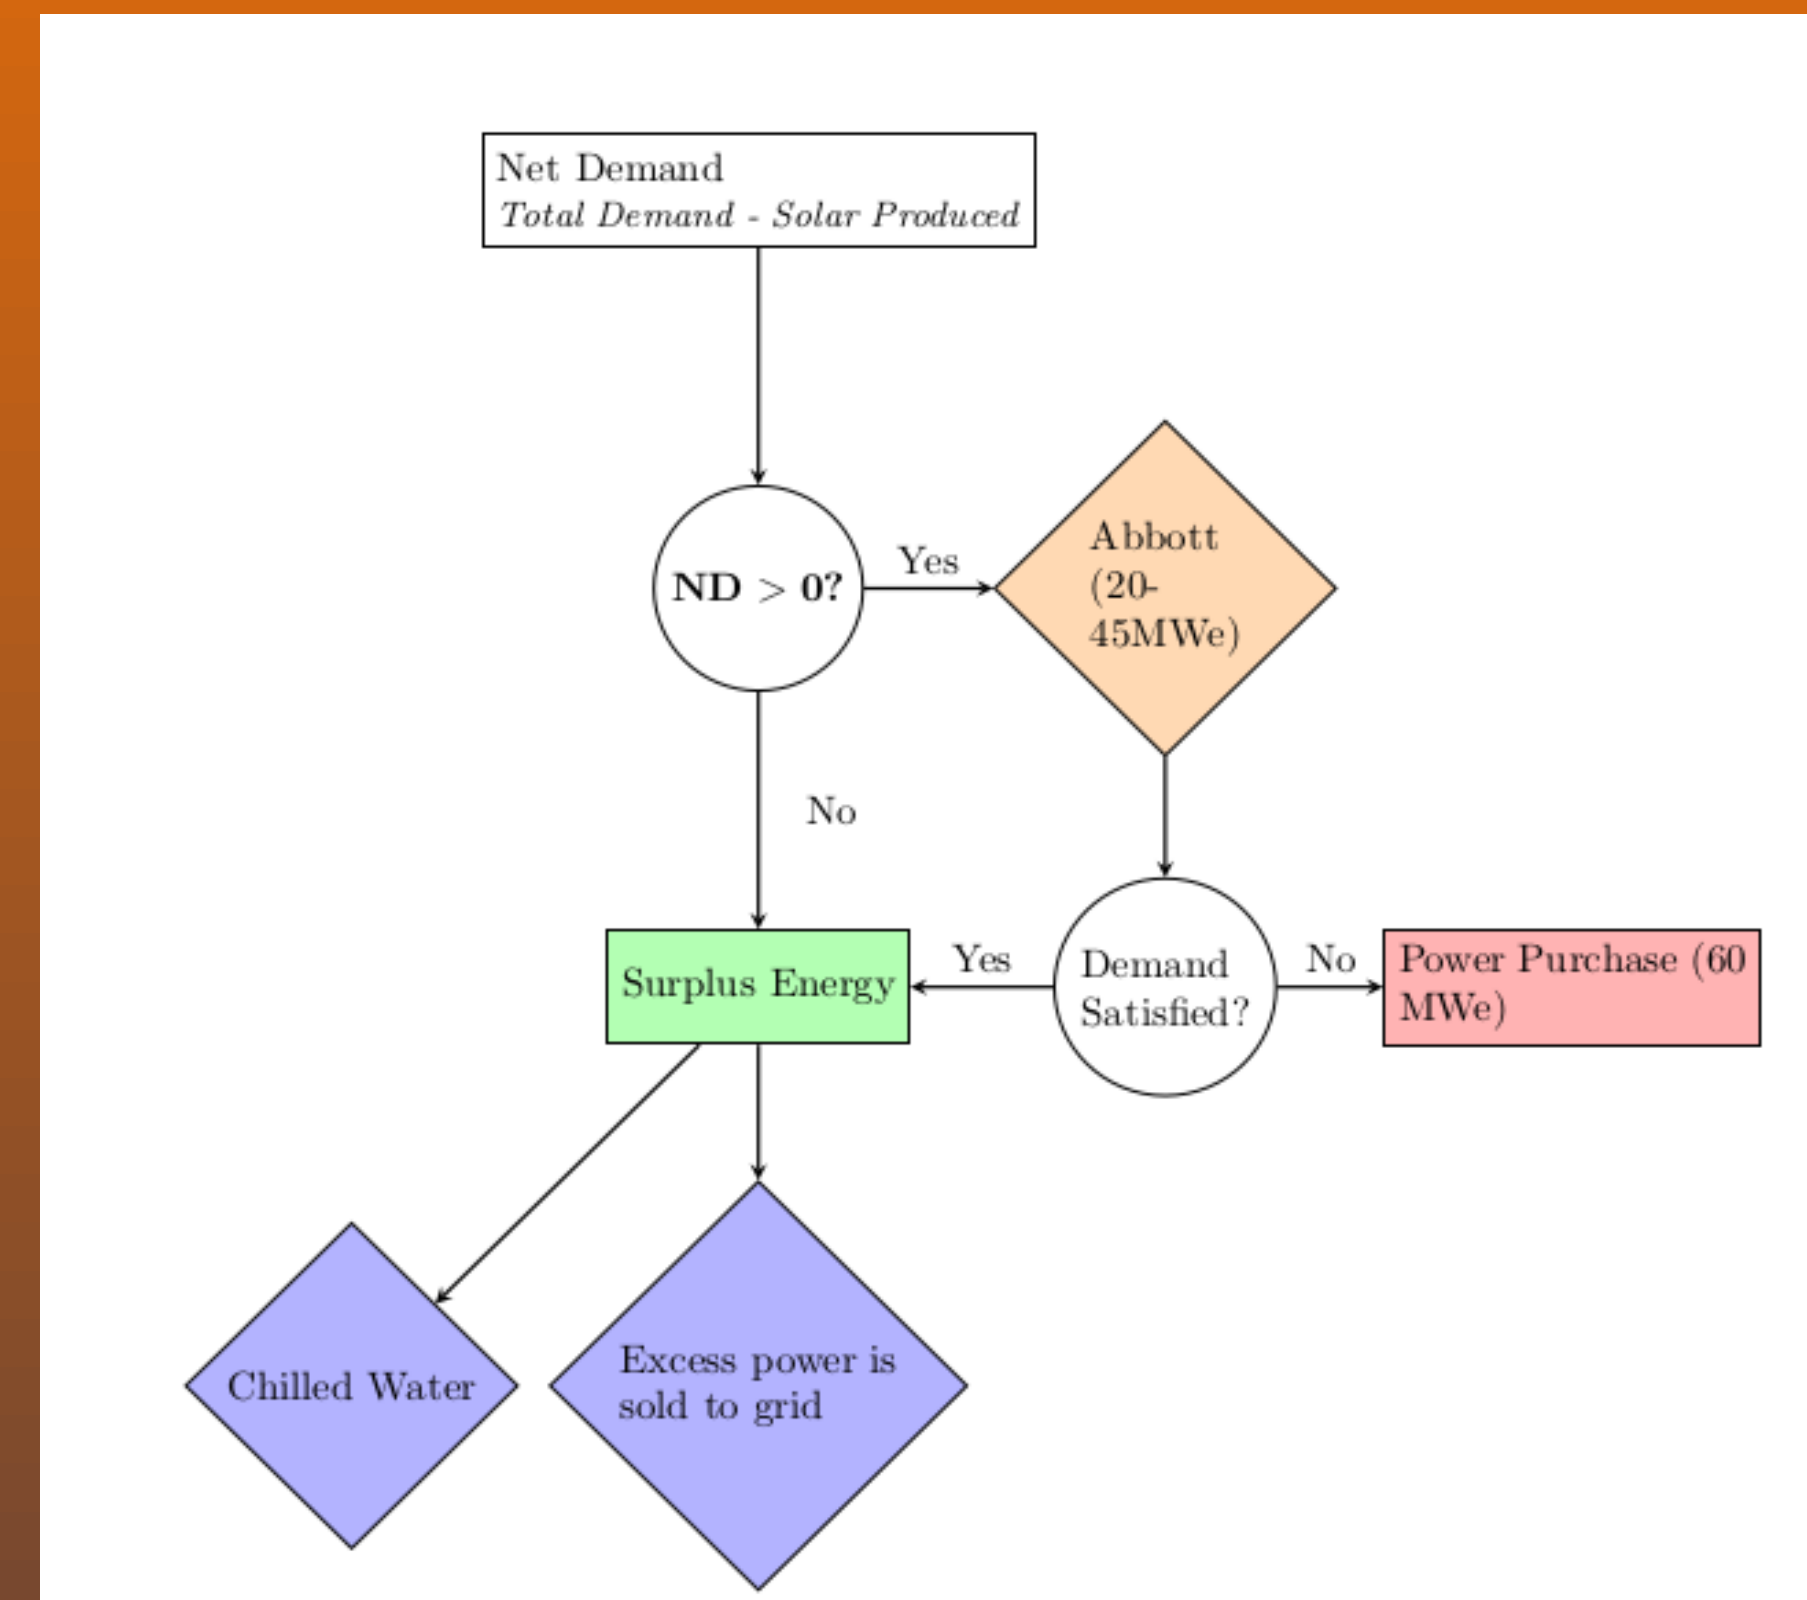 Net Demand
Total Demand - Solar Produced
ND > 0?
Yes
Abbott
(20-
45MWe)
No
Surplus Energy
Yes
Demand
Satisfied?
No
Power Purchase (60
MWe)
Chilled Water
Excess power is
sold to grid